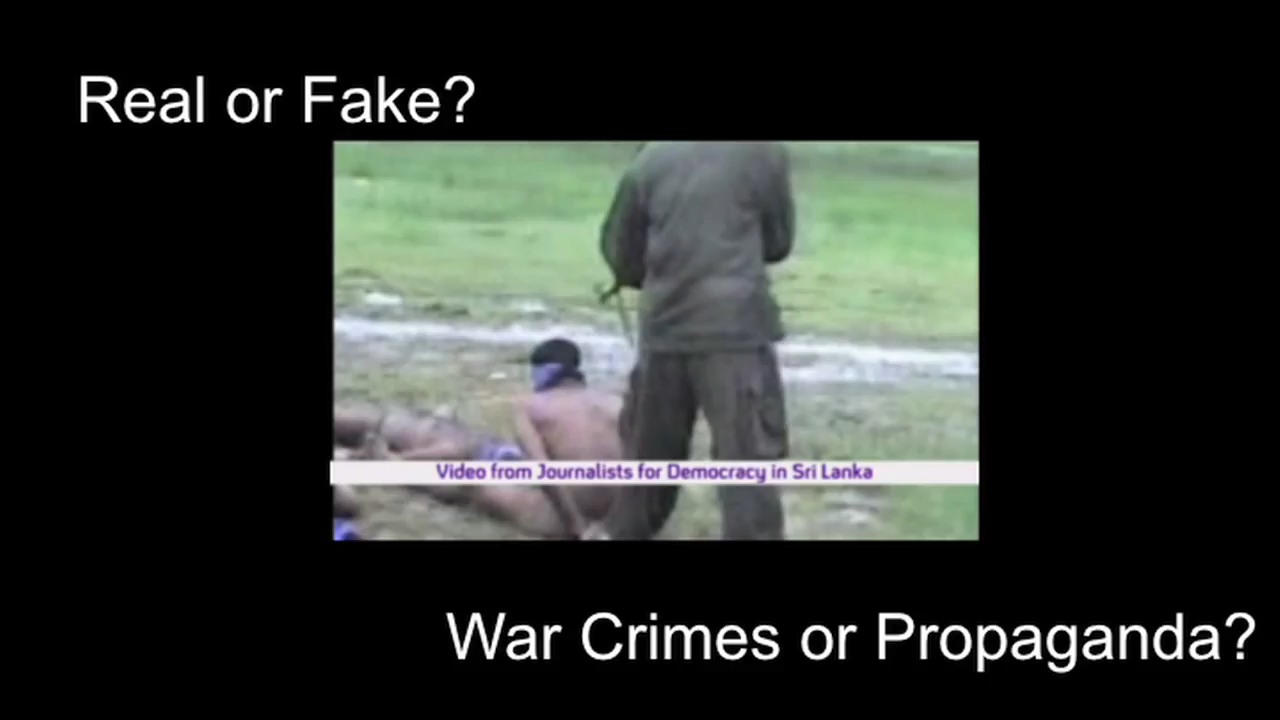 Real or Fake?
Video from Journalists for Democracy in Sri Lanka
War Crimes or Propaganda?